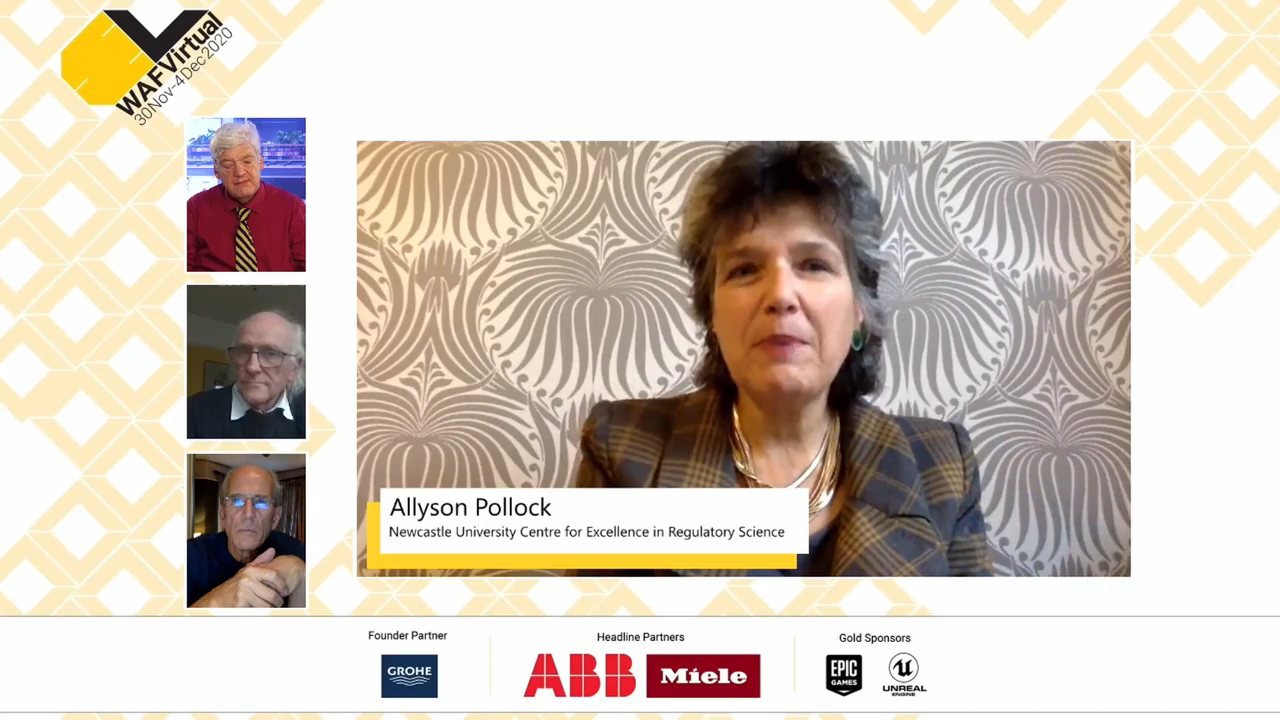 WAFVirtual
30Nov-4Dec2020
Allyson Pollock
Newcastle University Centre for Excellence in Regulatory Science
Founder Partner
Headline Partners
Gold Sponsors
GROHE
ABB
Miele
EPIC
GAMES
UNREAL
ENGINE